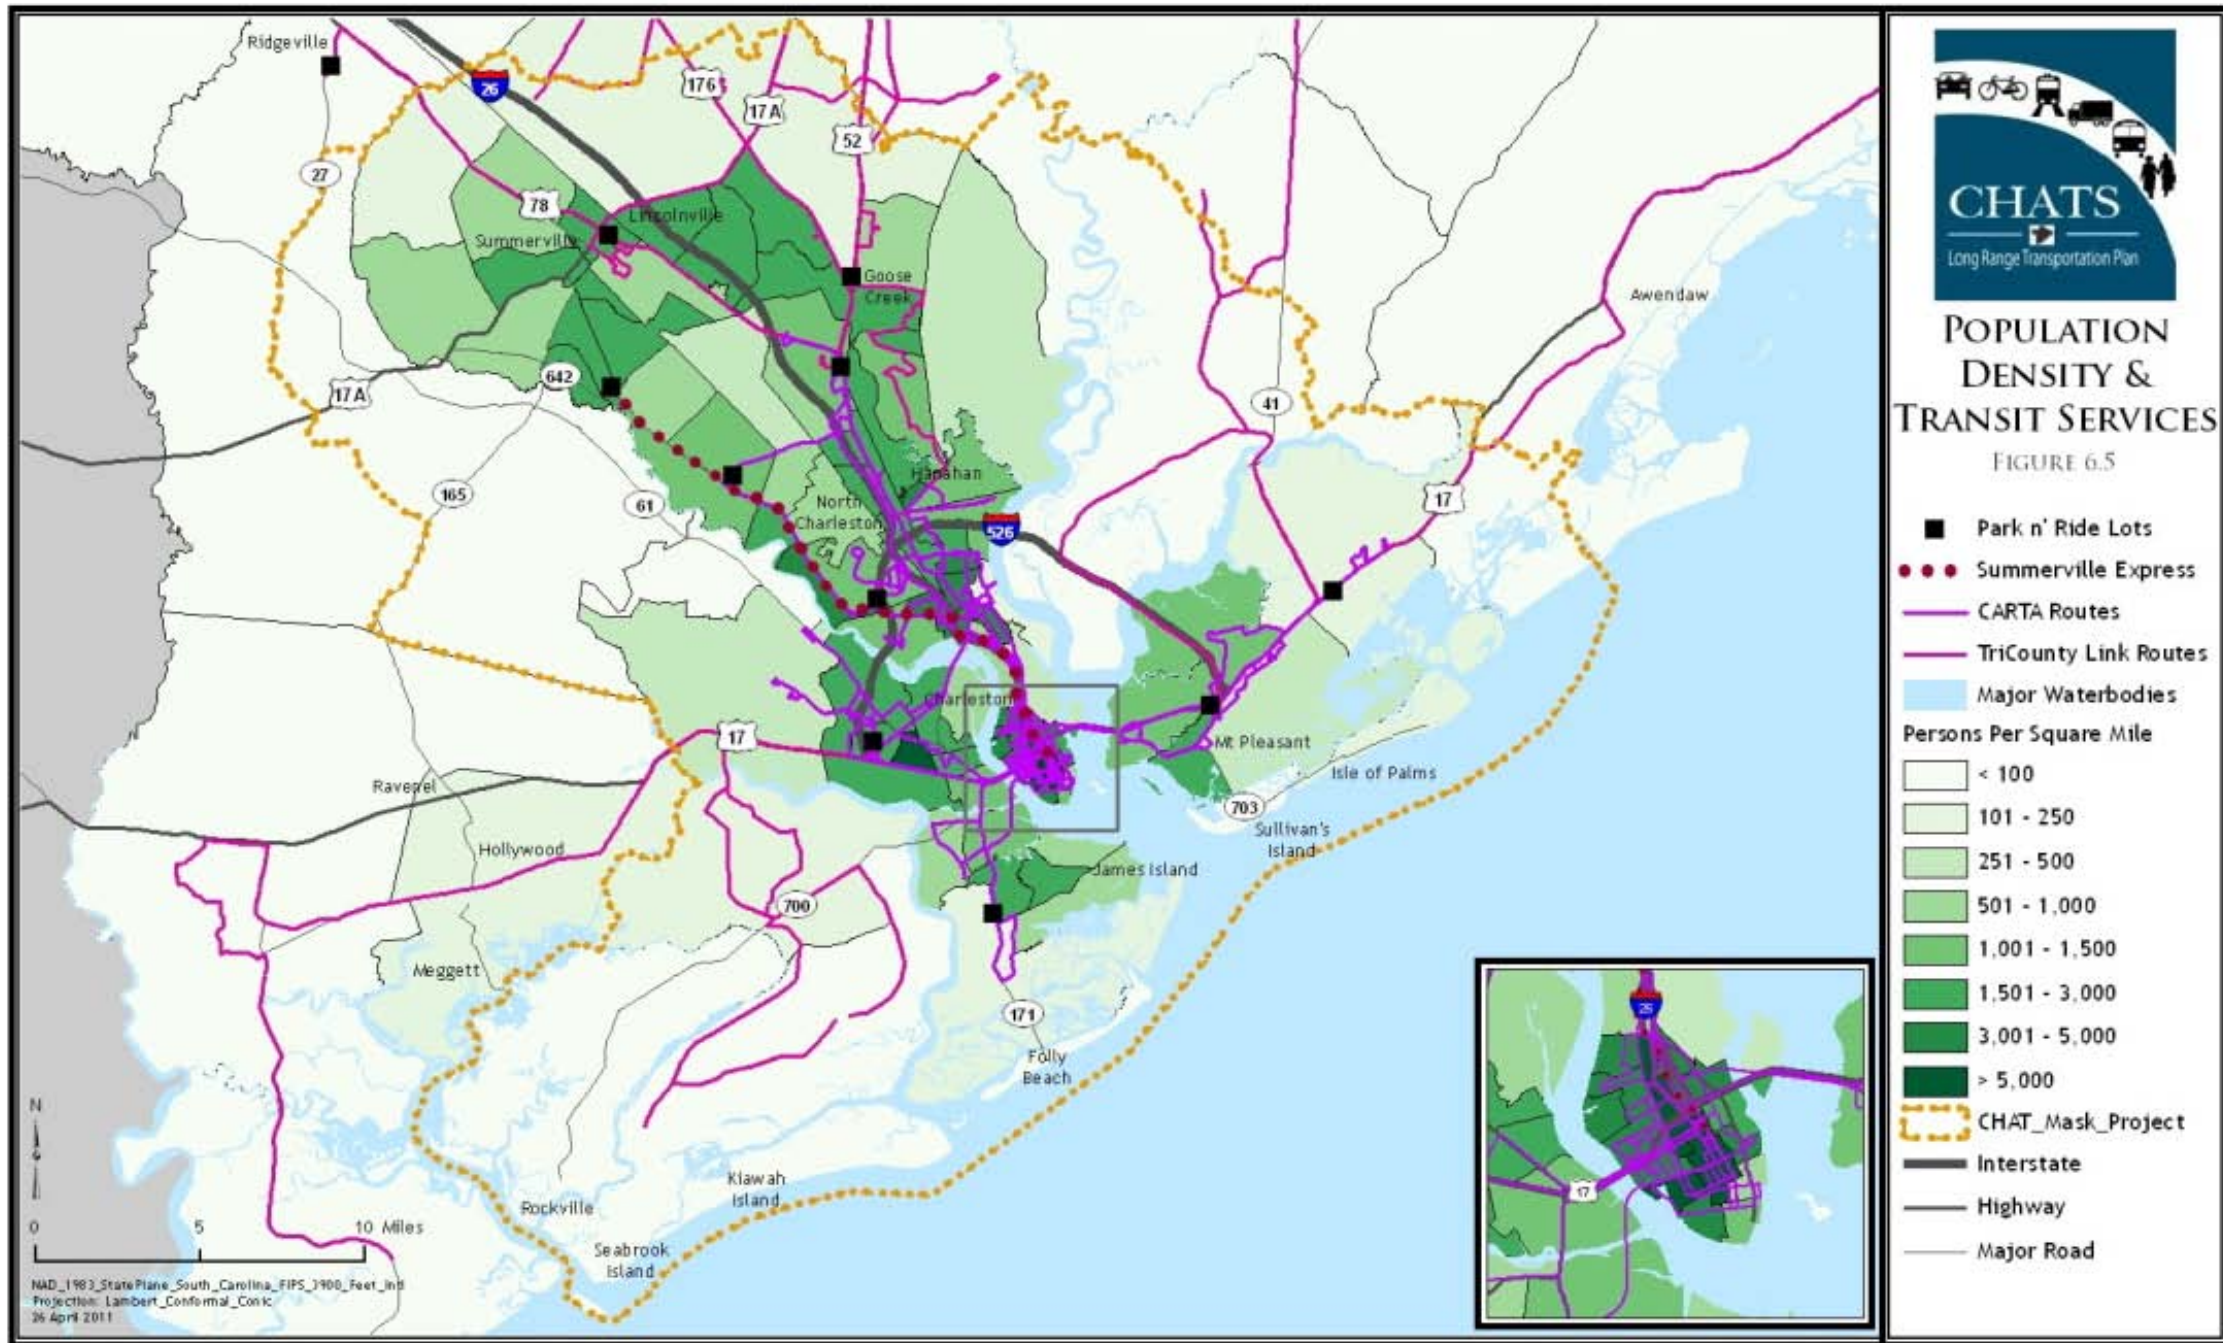 Ridgeville
26
176
17A
52
27
78
Lincolnville
Summerville
Goose
Creek
Awendaw
642
17A
41
165
61
Hanahan
North
Charleston
17
526
Charleston
17
Mt Pleasant
Ravenel
Isle of Palms
703
Sullivan's
Island
Hollywood
James Island
700
Meggett
171
Folly
Beach
Kiawah
Island
Rockville
Seabrook
Island
N
0 5 10 Miles
NAD_1983_StatePlane_South_Carolina_FIPS_3900_Feet_Intl
Projection: Lambert_Conformal_Conic
26 April 2011
17
CHATS
Long Range Transportation Plan
POPULATION
DENSITY &
TRANSIT SERVICES
FIGURE 6.5
Park n' Ride Lots
Summerville Express
CARTA Routes
TriCounty Link Routes
Major Waterbodies
Persons Per Square Mile
< 100
101 - 250
251 - 500
501 - 1,000
1,001 - 1,500
1,501 - 3,000
3,001 - 5,000
> 5,000
CHAT_Mask_Project
Interstate
Highway
Major Road